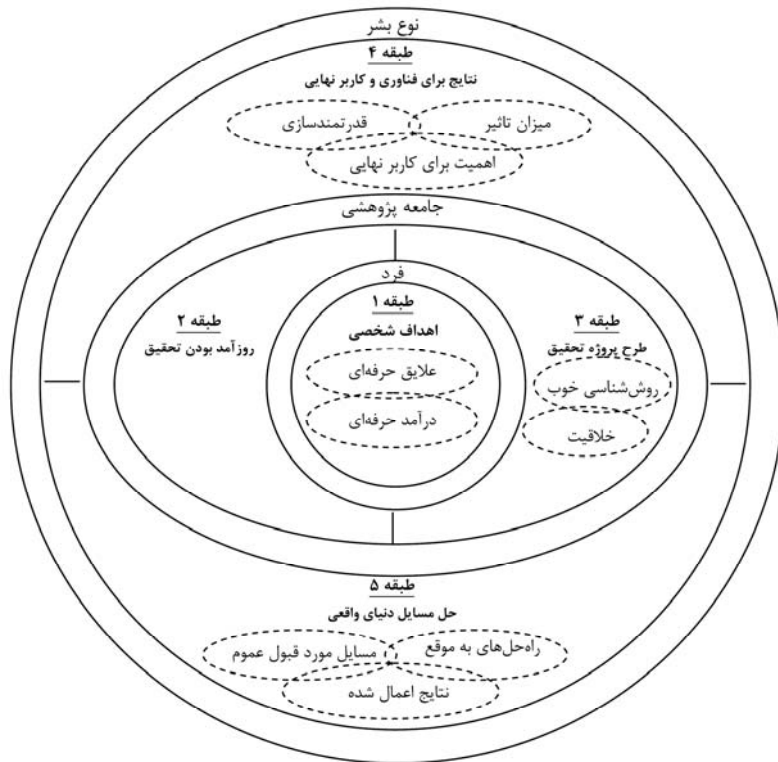 نوع بشر
طبقه ۴
نتایج برای فناوری و کاربر نهایی
میزان تاثیر
قدرتمندسازی
اهمیت برای کاربر نهایی
جامعه پژوهشی
فرد
طبقه ۱
اهداف شخصی
علایق حرفه‌ای
درآمد حرفه‌ای
طبقه ۳
طرح پروژه تحقیق
روش‌شناسی خوب
خلاقیت
طبقه ۲
روزآمد بودن تحقیق
طبقه ۵
حل مسایل دنیای واقعی
راه‌حل‌های به موقع
مسایل مورد قبول عموم
نتایج اعمال شده